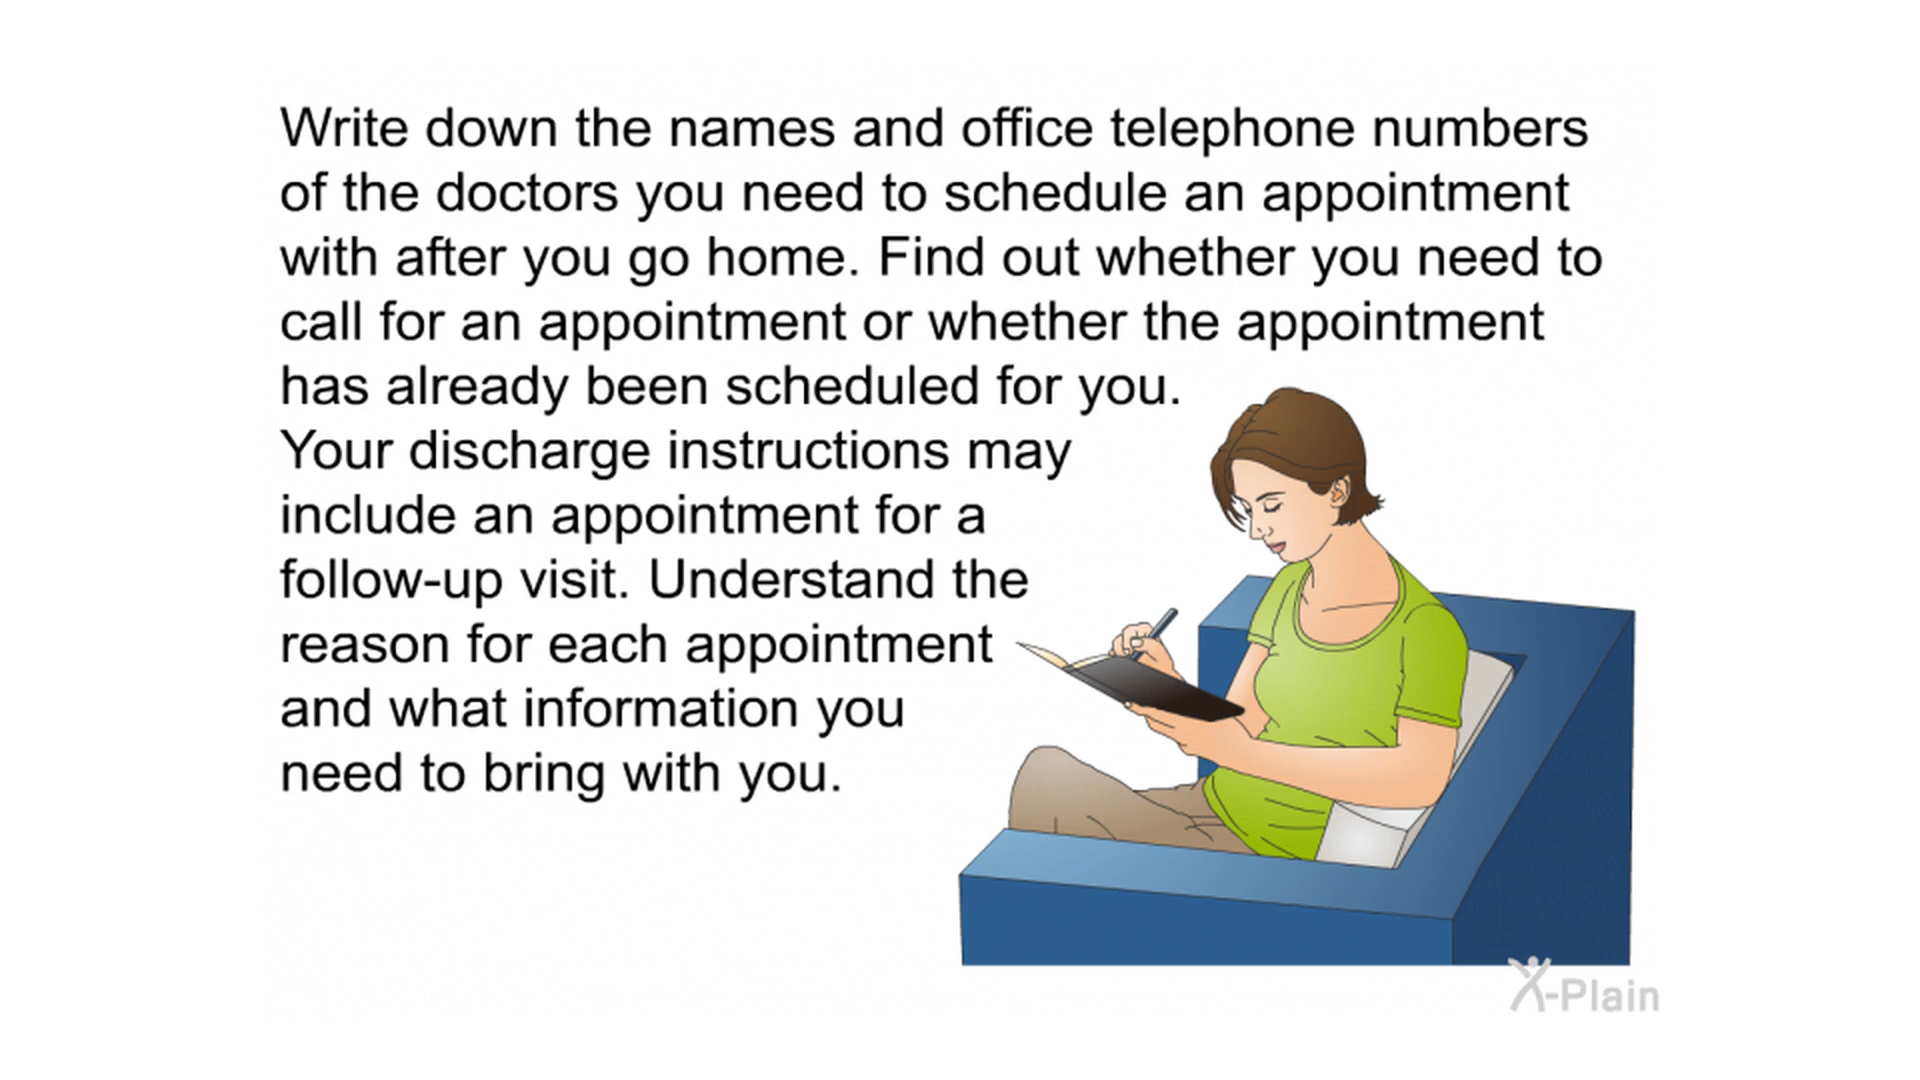 Write down the names and office telephone numbers
of the doctors you need to schedule an appointment
with after you go home. Find out whether you need to
call for an appointment or whether the appointment
has already been scheduled for you.
Your discharge instructions may
include an appointment for a
follow-up visit. Understand the
reason for each appointment
and what information you
need to bring with you.
X-Plain